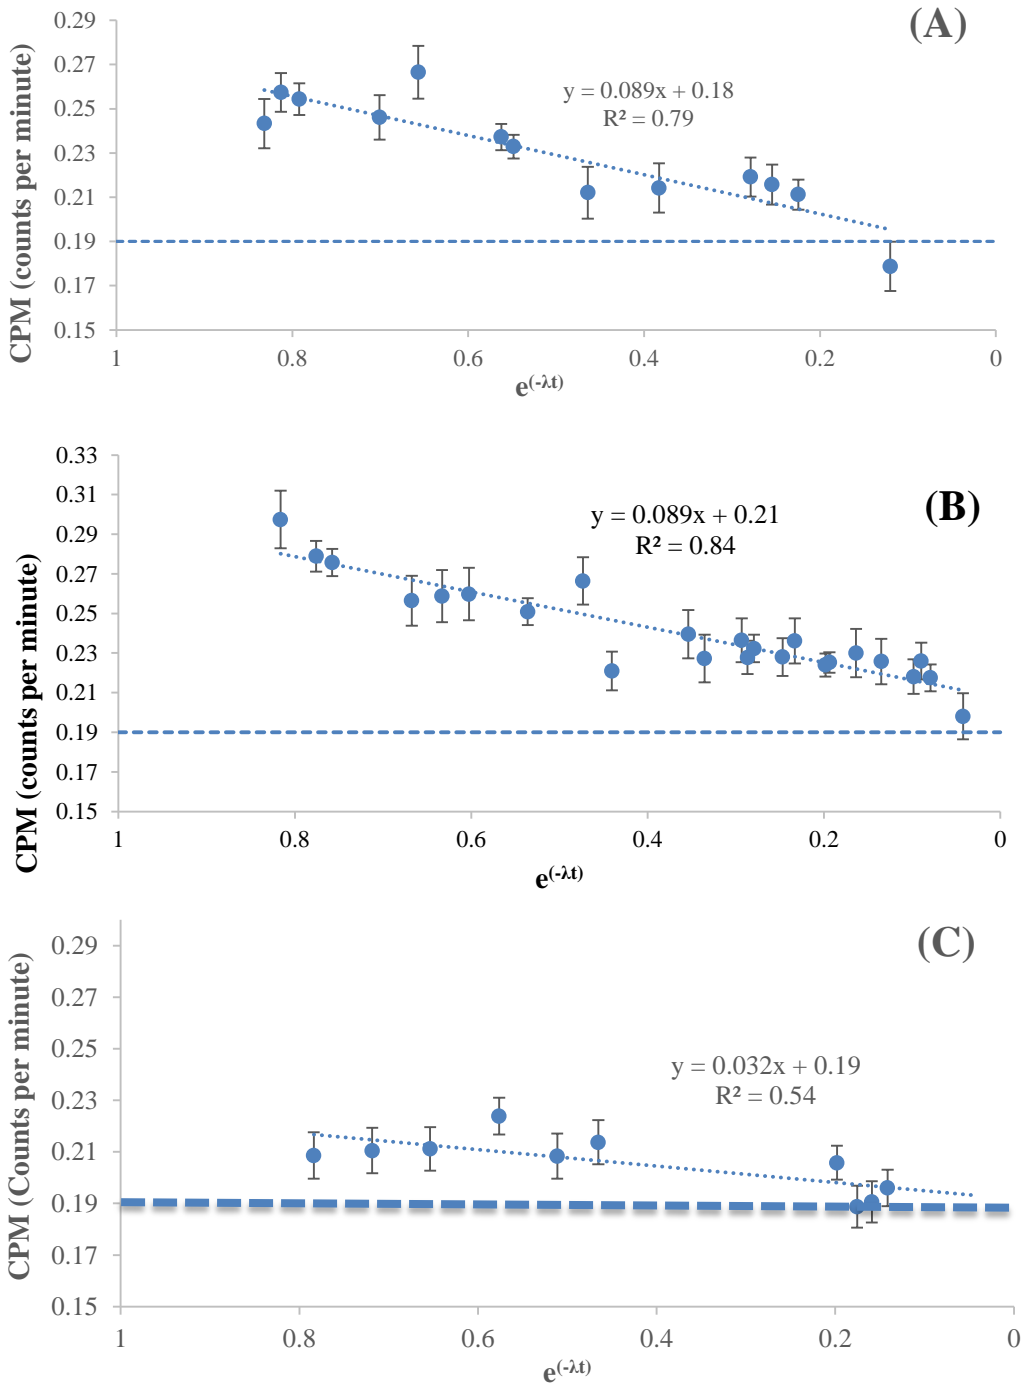 (A)
CPM (counts per minute)
0.29
0.27
0.25
0.23
0.21
0.19
0.17
0.15
y = 0.089x + 0.18
R² = 0.79
1 0.8 0.6 0.4 0.2 0
e(-λt)
(B)
CPM (counts per minute)
0.33
0.31
0.29
0.27
0.25
0.23
0.21
0.19
0.17
0.15
y = 0.089x + 0.21
R² = 0.84
1 0.8 0.6 0.4 0.2 0
e(-λt)
(C)
CPM (Counts per minute)
0.29
0.27
0.25
0.23
0.21
0.19
0.17
0.15
y = 0.032x + 0.19
R² = 0.54
1 0.8 0.6 0.4 0.2 0
e(-λt)